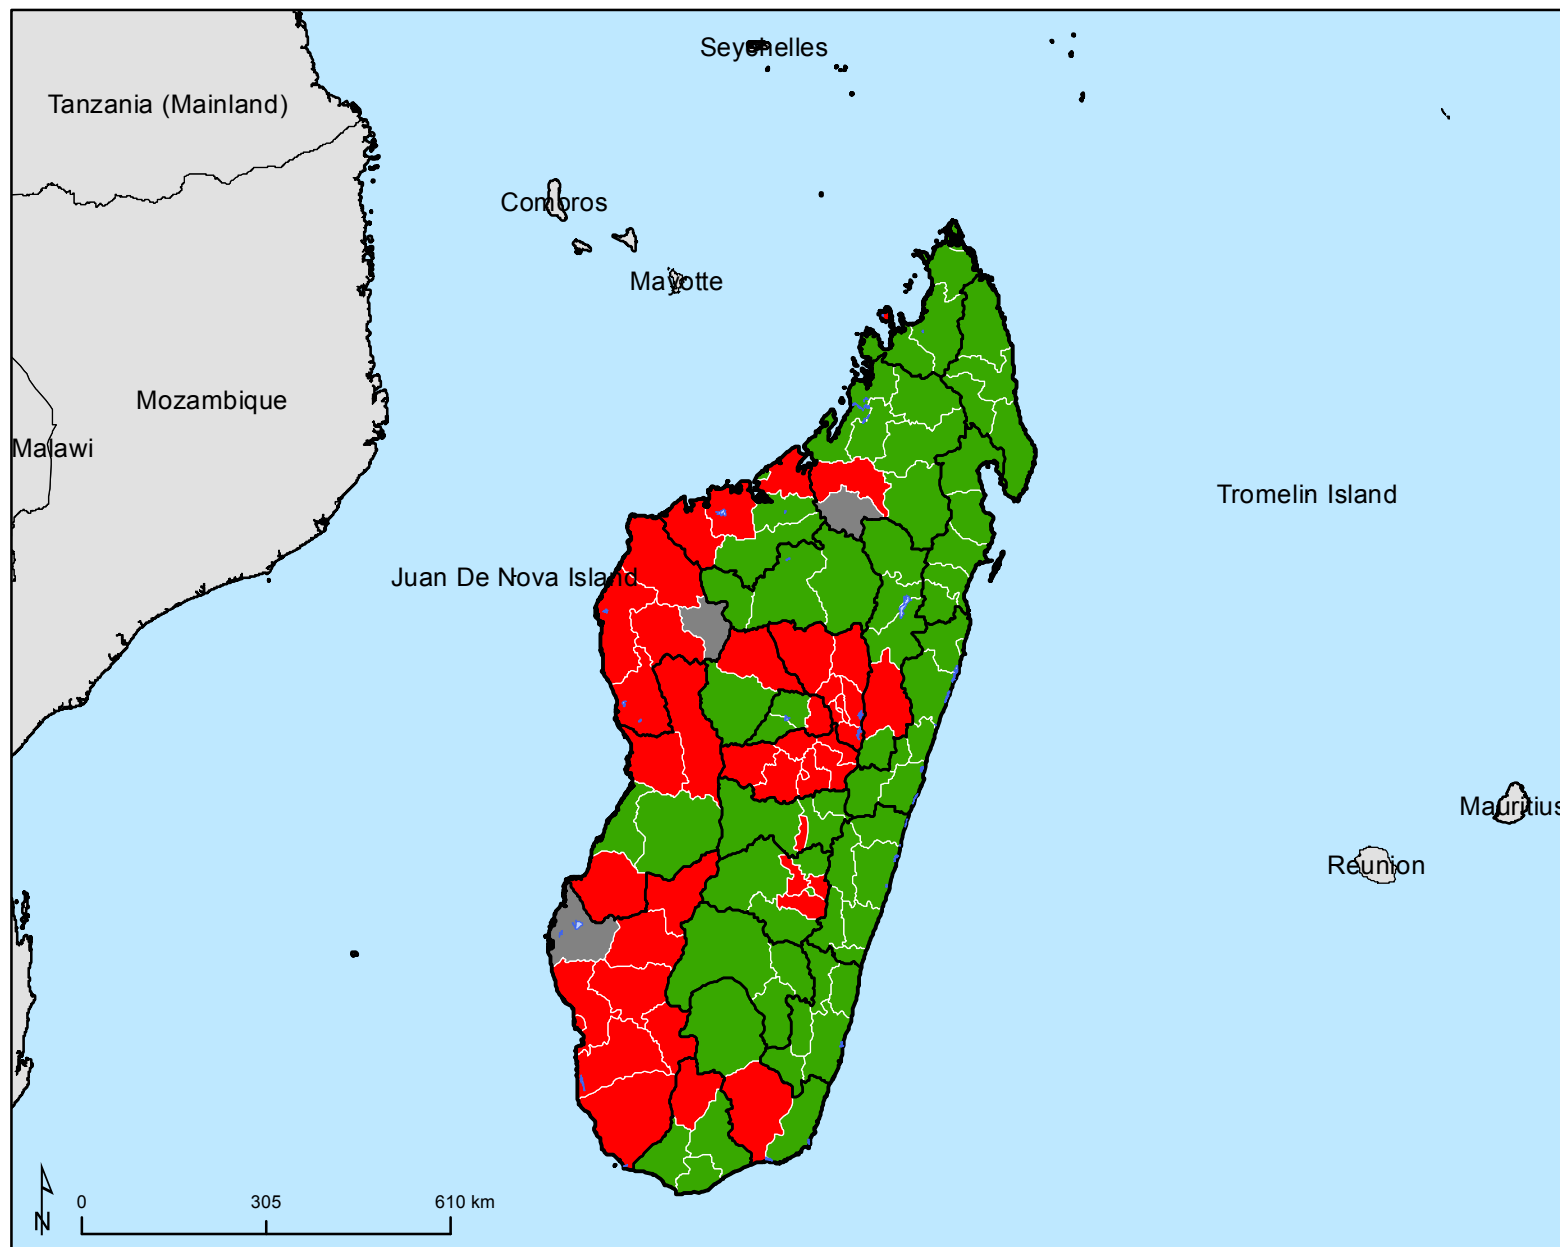 Seychelles
Tanzania (Mainland)
Comoros
Mayotte
Mozambique
Malawi
Tromelin Island
Juan De Nova Island
Mauritius
Reunion
0 305 610 km
N